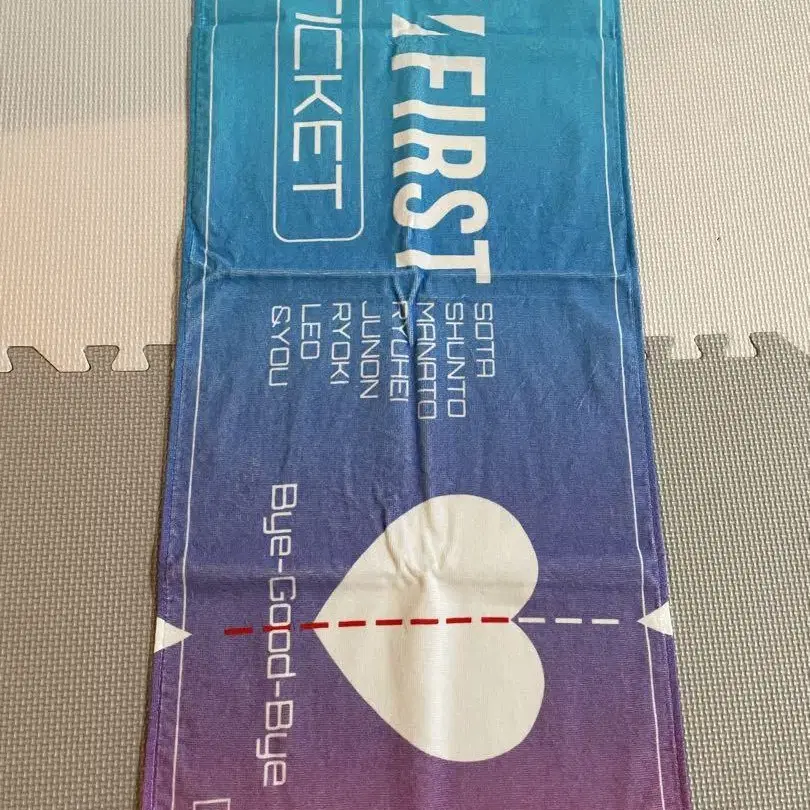 FIRST
TICKET
SOTA
SHUNTO
MANATO
RYUHEI
JUNON
RYOKI
LEO
&YOU
Bye-Good-Bye